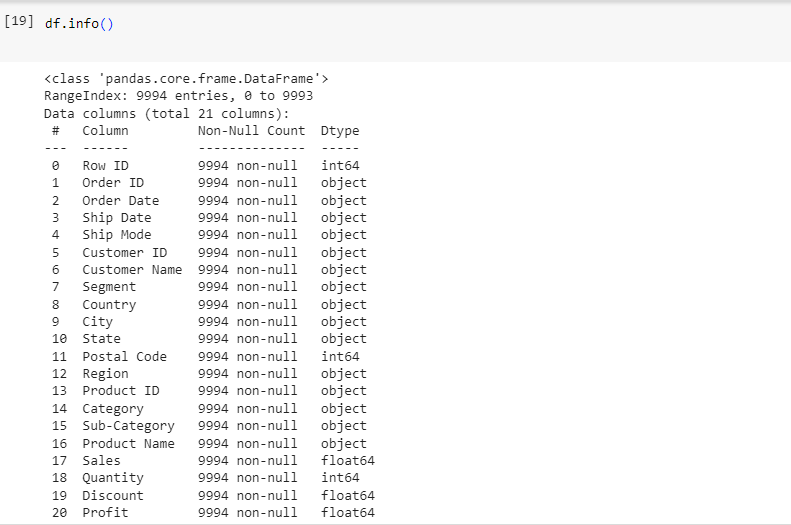 [19] df.info()
<class 'pandas.core.frame.DataFrame'>
RangeIndex: 9994 entries, 0 to 9993
Data columns (total 21 columns):
 #   Column         Non-Null Count  Dtype
---  ------         --------------  -----
 0   Row ID         9994 non-null   int64
 1   Order ID       9994 non-null   object
 2   Order Date     9994 non-null   object
 3   Ship Date      9994 non-null   object
 4   Ship Mode      9994 non-null   object
 5   Customer ID    9994 non-null   object
 6   Customer Name  9994 non-null   object
 7   Segment        9994 non-null   object
 8   Country        9994 non-null   object
 9   City           9994 non-null   object
 10  State          9994 non-null   object
 11  Postal Code    9994 non-null   int64
 12  Region         9994 non-null   object
 13  Product ID     9994 non-null   object
 14  Category       9994 non-null   object
 15  Sub-Category   9994 non-null   object
 16  Product Name   9994 non-null   object
 17  Sales          9994 non-null   float64
 18  Quantity       9994 non-null   int64
 19  Discount       9994 non-null   float64
 20  Profit         9994 non-null   float64